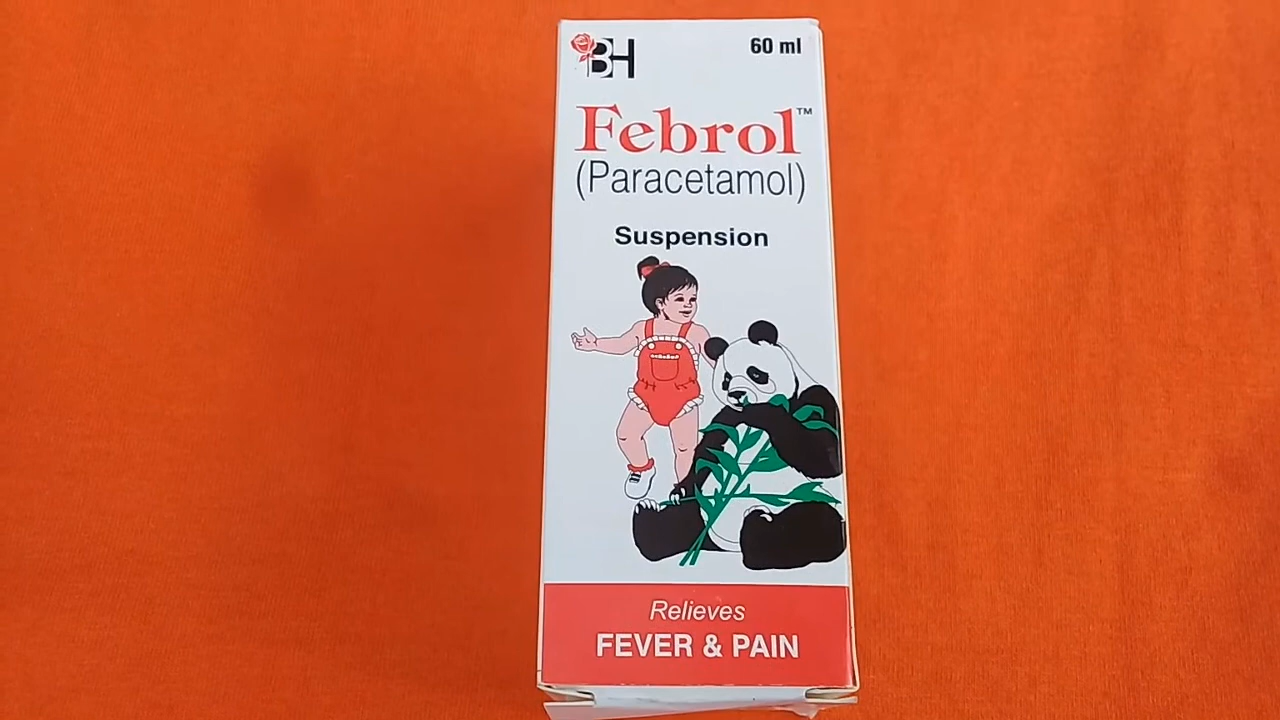 BH
60 ml
Febrol™
(Paracetamol)
Suspension
Relieves
FEVER & PAIN